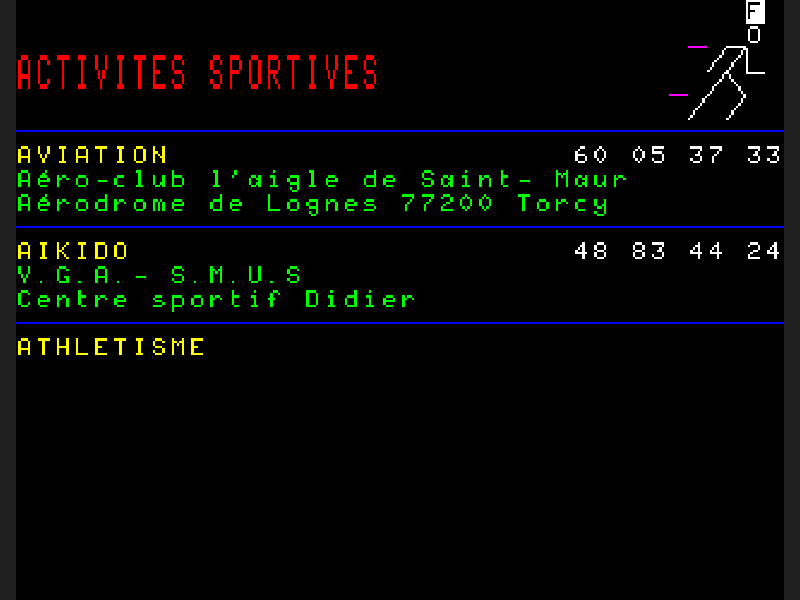 F
ACTIVITES SPORTIVES
AVIATION 60 05 37 33
Aéro-club l'aigle de Saint- Maur
Aérodrome de Lognes 77200 Torcy
AIKIDO 48 83 44 24
V.G.A.- S.M.U.S
Centre sportif Didier
ATHLETISME